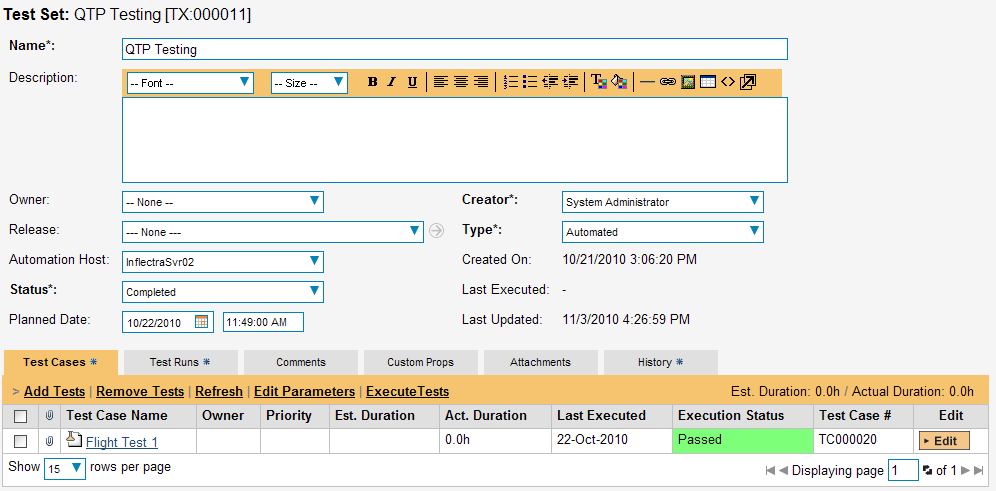 Test Set: QTP Testing [TX:000011]
Name*: QTP Testing
Description: -- Font -- -- Size -- B I U
Owner: -- None -- Creator*: System Administrator
Release: --- None --- Type*: Automated
Automation Host: InflectraSvr02 Created On: 10/21/2010 3:06:20 PM
Status*: Completed Last Executed: -
Planned Date: 10/22/2010 11:49:00 AM Last Updated: 11/3/2010 4:26:59 PM
Test Cases * Test Runs * Comments Custom Props Attachments History *
> Add Tests | Remove Tests | Refresh | Edit Parameters | ExecuteTests Est. Duration: 0.0h / Actual Duration: 0.0h
Test Case Name Owner Priority Est. Duration Act. Duration Last Executed Execution Status Test Case # Edit
Flight Test 1 0.0h 22-Oct-2010 Passed TC000020 Edit
Show 15 rows per page Displaying page 1 of 1